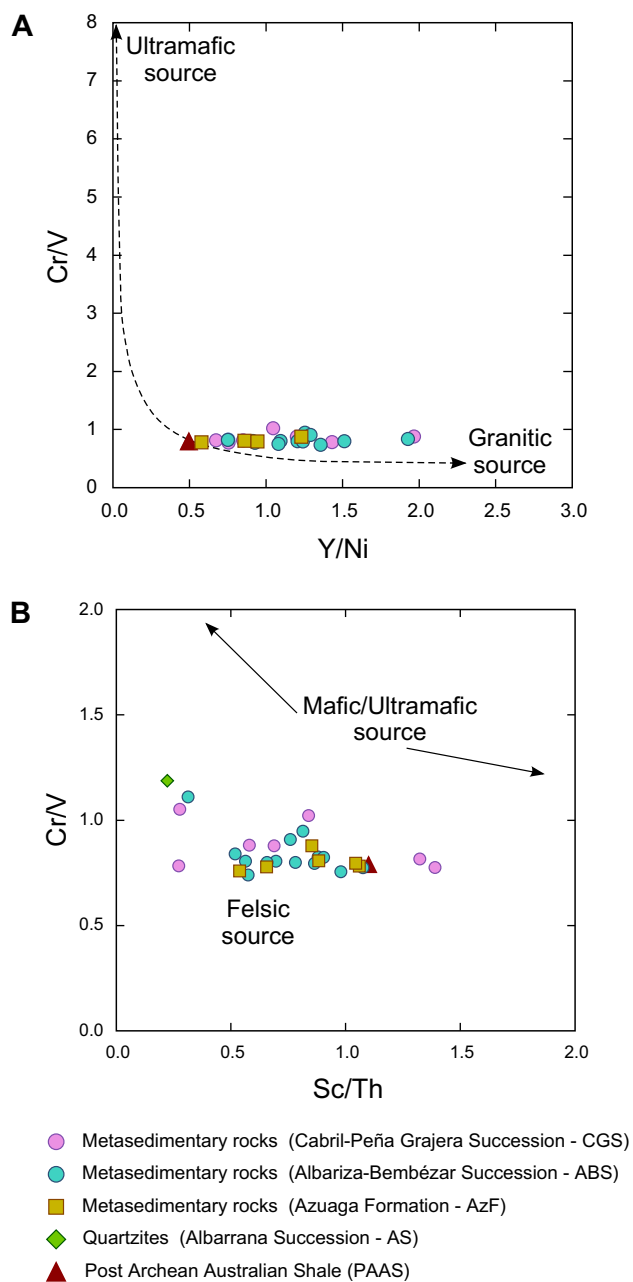 A
8
7
6
5
4
3
2
1
0
Cr/V
Ultramafic
source
Granitic
source
0.0 0.5 1.0 1.5 2.0 2.5 3.0
Y/Ni
B
2.0
1.5
1.0
0.5
0.0
Cr/V
Mafic/Ultramafic
source
Felsic
source
0.0 0.5 1.0 1.5 2.0
Sc/Th
Metasedimentary rocks (Cabril-Peña Grajera Succession - CGS)
Metasedimentary rocks (Albariza-Bembézar Succession - ABS)
Metasedimentary rocks (Azuaga Formation - AzF)
Quartzites (Albarrana Succession - AS)
Post Archean Australian Shale (PAAS)